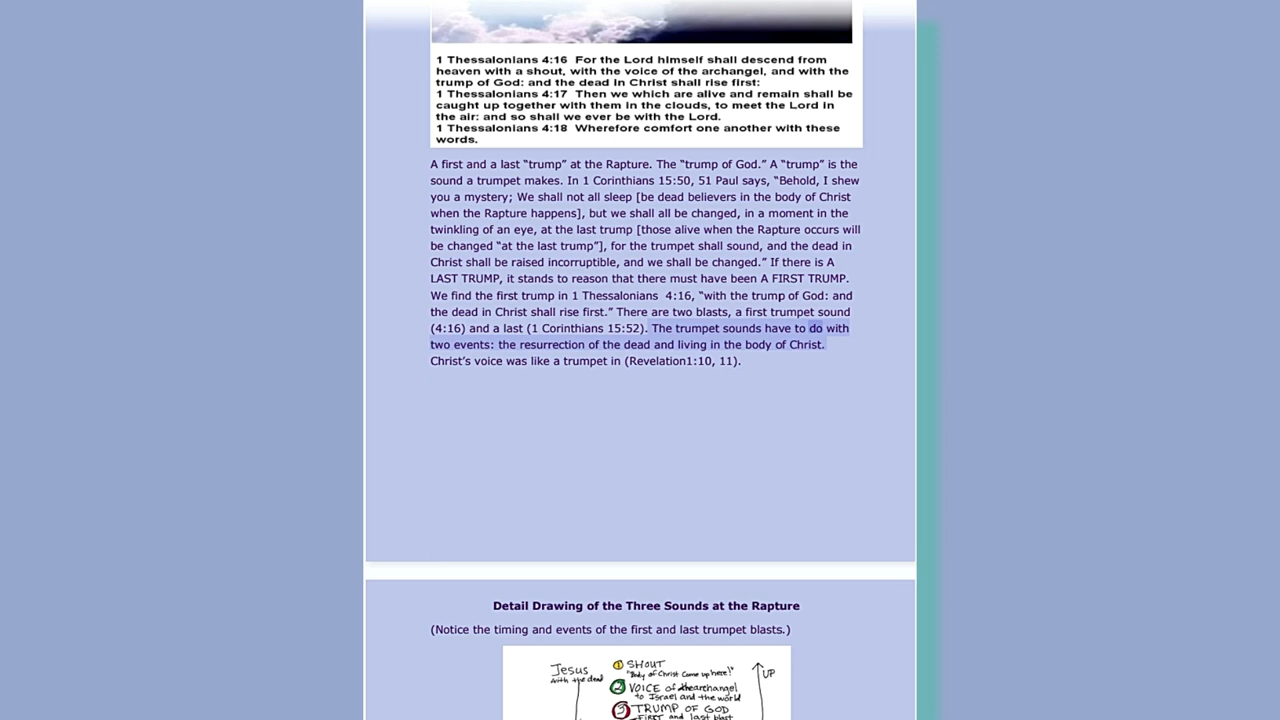 1 Thessalonians 4:16 For the Lord himself shall descend from
heaven with a shout, with the voice of the archangel, and with the
trump of God: and the dead in Christ shall rise first:
1 Thessalonians 4:17 Then we which are alive and remain shall be
caught up together with them in the clouds, to meet the Lord in
the air: and so shall we ever be with the Lord.
1 Thessalonians 4:18 Wherefore comfort one another with these
words.
A first and a last “trump” at the Rapture. The “trump of God.” A “trump” is the
sound a trumpet makes. In 1 Corinthians 15:50, 51 Paul says, “Behold, I shew
you a mystery; We shall not all sleep [be dead believers in the body of Christ
when the Rapture happens], but we shall all be changed, in a moment in the
twinkling of an eye, at the last trump [those alive when the Rapture occurs will
be changed “at the last trump”], for the trumpet shall sound, and the dead in
Christ shall be raised incorruptible, and we shall be changed.” If there is A
LAST TRUMP, it stands to reason that there must have been A FIRST TRUMP.
We find the first trump in 1 Thessalonians 4:16, “with the trump of God: and
the dead in Christ shall rise first.” There are two blasts, a first trumpet sound
(4:16) and a last (1 Corinthians 15:52). The trumpet sounds have to do with
two events: the resurrection of the dead and living in the body of Christ.
Christ’s voice was like a trumpet in (Revelation1:10, 11).
Detail Drawing of the Three Sounds at the Rapture
(Notice the timing and events of the first and last trumpet blasts.)
Jesus
with the dead
1 SHOUT
"Body of Christ Come up here!"
2 VOICE of the archangel
to Israel and the world
3 TRUMP OF GOD
FIRST and last blast
UP